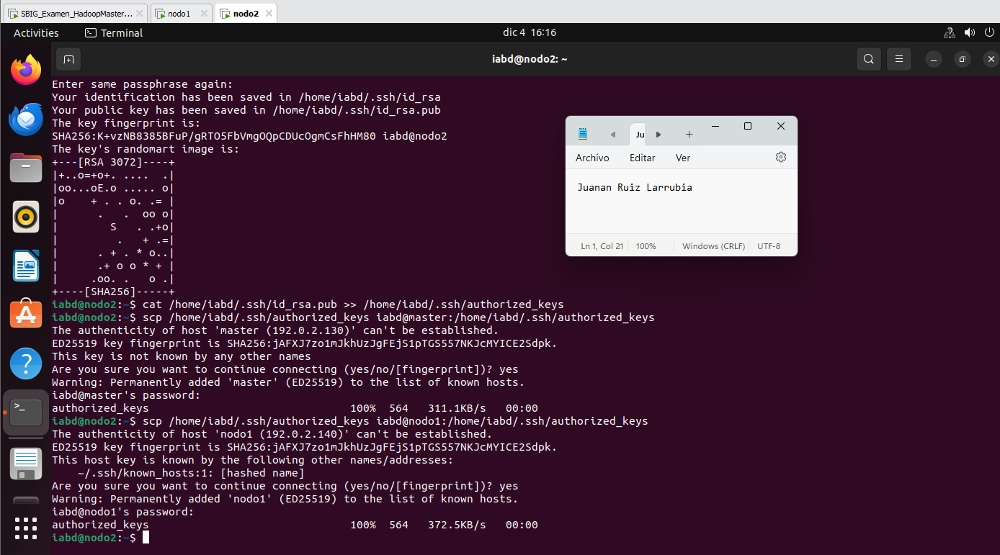 SBIG_Examen_HadoopMaster...
nodo1
nodo2
Activities
Terminal
dic 4 16:16
iabd@nodo2: ~
Enter same passphrase again:
Your identification has been saved in /home/iabd/.ssh/id_rsa
Your public key has been saved in /home/iabd/.ssh/id_rsa.pub
The key fingerprint is:
SHA256:K+vzNB8385BFuP/gRTO5FbVmgOQpCDUcOgmCsFhHM80 iabd@nodo2
The key's randomart image is:
+---[RSA 3072]----+
|+..o=+o+. ....  .|
|oo...oE.o ..... o|
|o    + . . o. .= |
|      .   .  oo o|
|        S   . .+o|
|         .   + .=|
|      . + . * o..|
|      .+ o o * + |
|     .oo. .   o .|
+----[SHA256]-----+
iabd@nodo2:~$ cat /home/iabd/.ssh/id_rsa.pub >> /home/iabd/.ssh/authorized_keys
iabd@nodo2:~$ scp /home/iabd/.ssh/authorized_keys iabd@master:/home/iabd/.ssh/authorized_keys
The authenticity of host 'master (192.0.2.130)' can't be established.
ED25519 key fingerprint is SHA256:jAFXJ7zo1mJkhUzJgFEjS1pTGS557NKJcMYICE2Sdpk.
This key is not known by any other names
Are you sure you want to continue connecting (yes/no/[fingerprint])? yes
Warning: Permanently added 'master' (ED25519) to the list of known hosts.
iabd@master's password:
authorized_keys 100% 564 311.1KB/s 00:00
iabd@nodo2:~$ scp /home/iabd/.ssh/authorized_keys iabd@nodo1:/home/iabd/.ssh/authorized_keys
The authenticity of host 'nodo1 (192.0.2.140)' can't be established.
ED25519 key fingerprint is SHA256:jAFXJ7zo1mJkhUzJgFEjS1pTGS557NKJcMYICE2Sdpk.
This host key is known by the following other names/addresses:
    ~/.ssh/known_hosts:1: [hashed name]
Are you sure you want to continue connecting (yes/no/[fingerprint])? yes
Warning: Permanently added 'nodo1' (ED25519) to the list of known hosts.
iabd@nodo1's password:
authorized_keys 100% 564 372.5KB/s 00:00
iabd@nodo2:~$
Ju
Archivo Editar Ver
Juanan Ruiz Larrubia
Ln 1, Col 21 100% Windows (CRLF) UTF-8